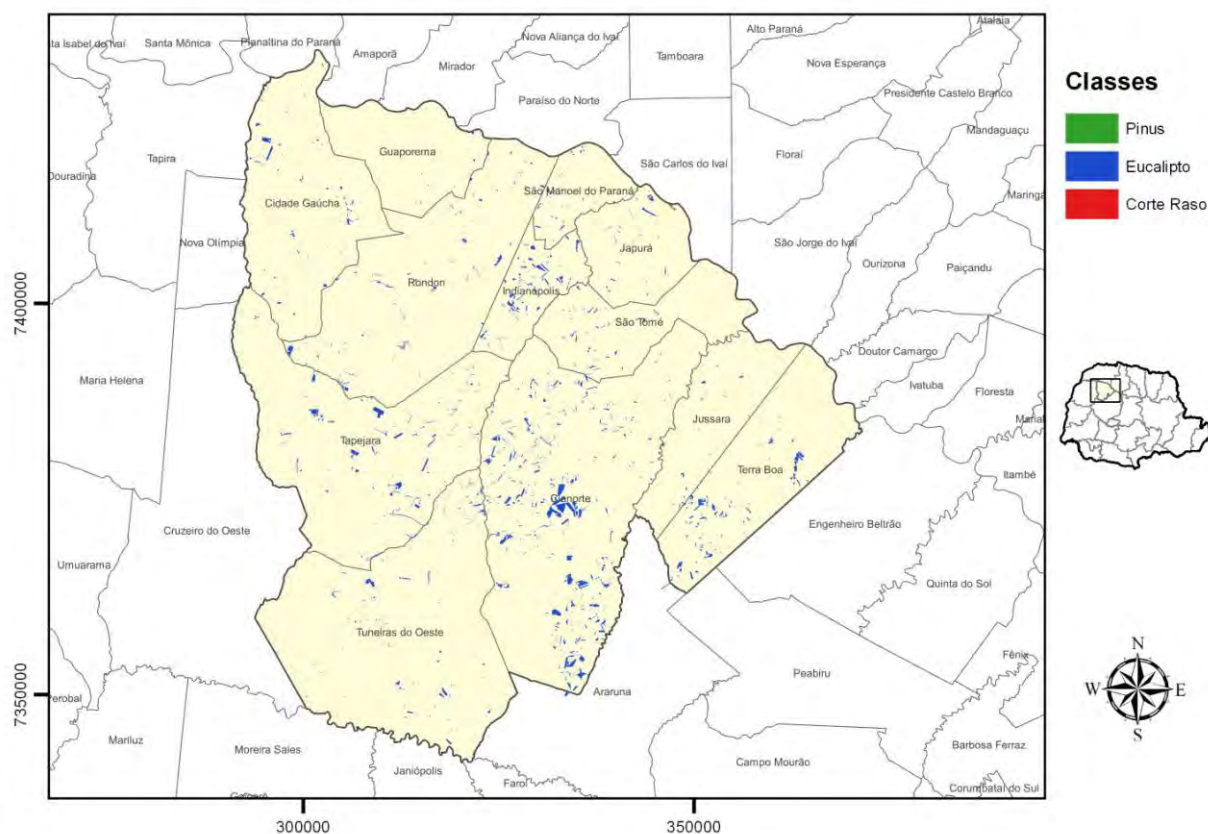 Atalaia
Alto Paraná
Nova Aliança do Ivaí
ta Isabel do Ivaí
Santa Mônica
Planaltina do Paraná
Amaporã
Mirador
Tamboara
Nova Esperança
Classes
Presidente Castelo Branco
Paraíso do Norte
Pinus
Mandaguaçu
Tapira
Guaporema
São Carlos do Ivaí
Floraí
Eucalipto
Douradina
São Manoel do Paraná
Maringa
Corte Raso
Cidade Gaúcha
Nova Olímpia
Japurá
São Jorge do Ivaí
Ourizona
Paiçandu
Rondon
Indianópolis
7400000
São Tomé
Doutor Camargo
Maria Helena
Ivatuba
Floresta
Jussara
Marial
Tapejara
Terra Boa
Itambé
Cianorte
Cruzeiro do Oeste
Engenheiro Beltrão
Umuarama
Quinta do Sol
Tuneiras do Oeste
Fênix
N
Peabiru
W
E
7350000
Perobal
Araruna
S
Mariluz
Moreira Sales
Campo Mourão
Barbosa Ferraz
Janiópolis
Farol
Corumbataí do Sul
300000
350000